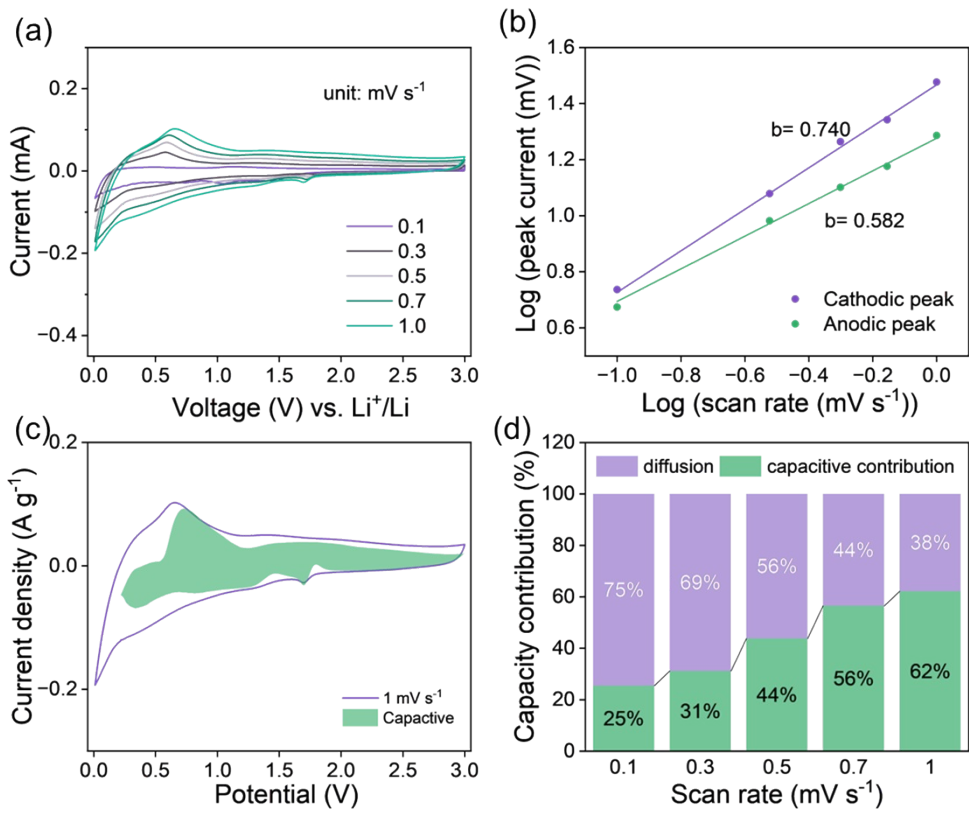 (a)
0.2
0.0
−0.2
−0.4
Current (mA)
unit: mV s⁻¹
0.1
0.3
0.5
0.7
1.0
0.0 0.5 1.0 1.5 2.0 2.5 3.0
Voltage (V) vs. Li⁺/Li
(b)
1.6
1.4
1.2
1.0
0.8
0.6
Log (peak current (mV))
b= 0.740
b= 0.582
Cathodic peak
Anodic peak
−1.0 −0.8 −0.6 −0.4 −0.2 0.0
Log (scan rate (mV s⁻¹))
(c)
0.2
0.0
−0.2
Current density (A g⁻¹)
1 mV s⁻¹
Capactive
0.0 0.5 1.0 1.5 2.0 2.5 3.0
Potential (V)
(d)
120
100
80
60
40
20
0
Capacity contribution (%)
diffusion capacitive contribution
75% 69% 56% 44% 38%
25% 31% 44% 56% 62%
0.1 0.3 0.5 0.7 1
Scan rate (mV s⁻¹)